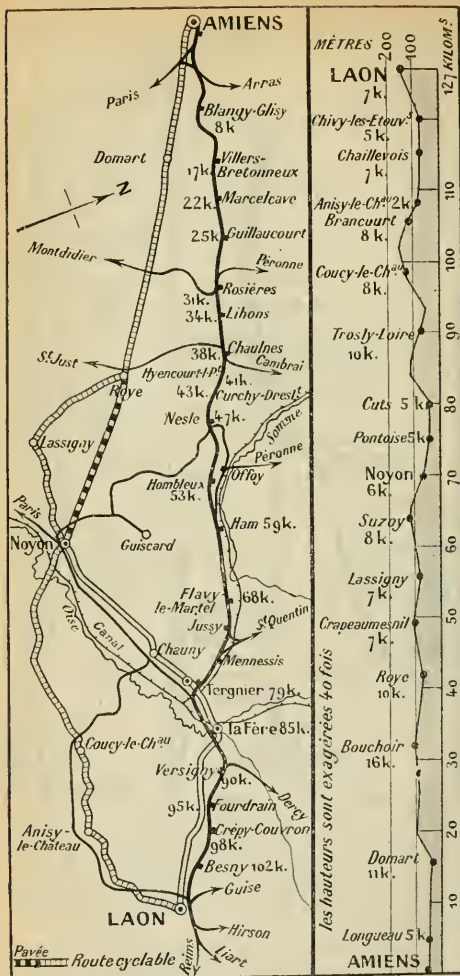 AMIENS
Paris
Arras
Blangy-Glisy
8k
Domart
Villers-
17k. Bretonneux
22k. Marcelcave
N
25k Guillaucourt
Montdidier
Péronne
Rosières
31k.
34k. Lihons
St Just
38k. Chaulnes
Cambrai
Hyencourt-l-Pt
41k.
43k. Curchy-Dreslt
Roye
Nesle 47k.
Somme
Lassigny
Péronne
Offoy
Hombleux
53k.
Paris
Ham 59k.
Noyon
Guiscard
Oise
Canal
Flavy-
le-Martel 68k.
Jussy
St Quentin
Chauny
Mennessis
Tergnier 79k.
la Fère 85k.
Coucy-le-Chau
Versigny
90k.
Dercy
95k. Fourdrain
Anisy-
le-Château
Crépy-Couvron
98k.
Besny 102k.
Guise
LAON
Hirson
Liart
Reims
Pavée
Route cyclable
MÈTRES
200
100
127 KILOMs
LAON
7k.
Chivy-les-Etouvs
5k.
Chaillevois
7k.
110
Anisy-le-Chau 2k.
Brancourt
8k.
100
Coucy-le-Chau
8k.
90
Trosly-Loire
10k.
80
Cuts 5k
Pontoise 5k
70
Noyon
6k.
Suzoy
8k.
60
Lassigny
7k.
50
Crapeaumesnil
7k.
Roye
10k.
40
Bouchoir
16k.
30
20
Domart
11k.
10
Longueau 5k
AMIENS
les hauteurs sont exagérées 40 fois